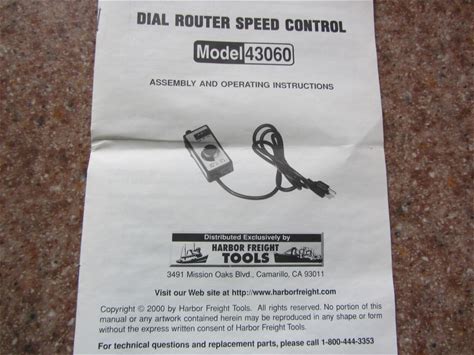 DIAL ROUTER SPEED CONTROL
Model 43060
ASSEMBLY AND OPERATING INSTRUCTIONS
Distributed Exclusively by
HARBOR FREIGHT
TOOLS
3491 Mission Oaks Blvd., Camarillo, CA 93011
Visit our Web site at http://www.harborfreight.com
Copyright © 2000 by Harbor Freight Tools. All rights reserved. No portion of
this manual or any artwork contained herein may be reproduced in any shape or form
without the express written consent of Harbor Freight Tools.
For technical questions and replacement parts, please call 1-800-444-3353